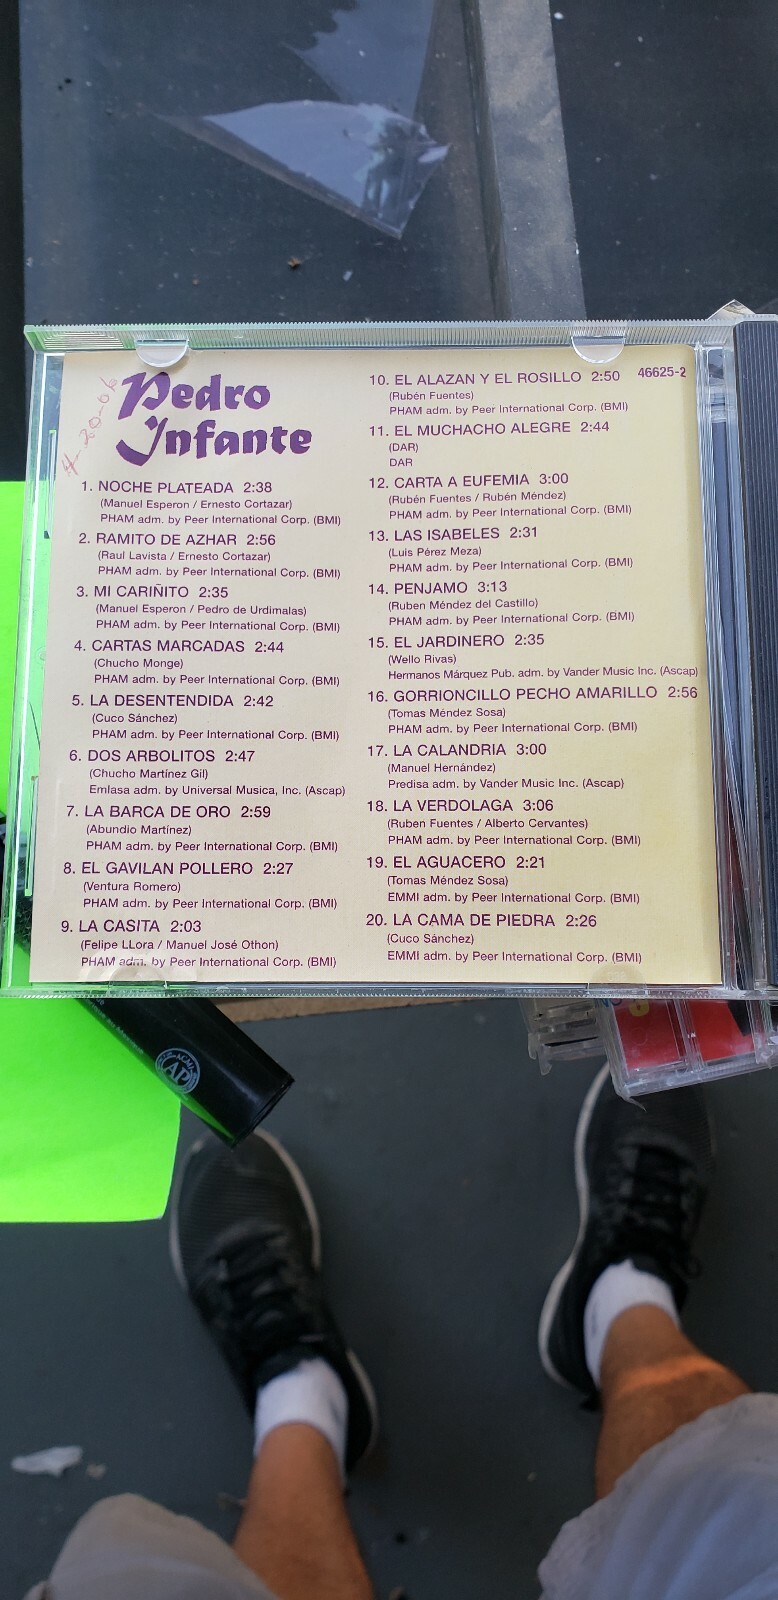 Pedro
Infante
4-20-06
1. NOCHE PLATEADA 2:38
(Manuel Esperon / Ernesto Cortazar)
PHAM adm. by Peer International Corp. (BMI)
2. RAMITO DE AZHAR 2:56
(Raul Lavista / Ernesto Cortazar)
PHAM adm. by Peer International Corp. (BMI)
3. MI CARIÑITO 2:35
(Manuel Esperon / Pedro de Urdimalas)
PHAM adm. by Peer International Corp. (BMI)
4. CARTAS MARCADAS 2:44
(Chucho Monge)
PHAM adm. by Peer International Corp. (BMI)
5. LA DESENTENDIDA 2:42
(Cuco Sánchez)
PHAM adm. by Peer International Corp. (BMI)
6. DOS ARBOLITOS 2:47
(Chucho Martínez Gil)
Emlasa adm. by Universal Musica, Inc. (Ascap)
7. LA BARCA DE ORO 2:59
(Abundio Martínez)
PHAM adm. by Peer International Corp. (BMI)
8. EL GAVILAN POLLERO 2:27
(Ventura Romero)
PHAM adm. by Peer International Corp. (BMI)
9. LA CASITA 2:03
(Felipe LLora / Manuel José Othon)
PHAM adm. by Peer International Corp. (BMI)
10. EL ALAZAN Y EL ROSILLO 2:50 46625-2
(Rubén Fuentes)
PHAM adm. by Peer International Corp. (BMI)
11. EL MUCHACHO ALEGRE 2:44
(DAR)
DAR
12. CARTA A EUFEMIA 3:00
(Rubén Fuentes / Rubén Méndez)
PHAM adm. by Peer International Corp. (BMI)
13. LAS ISABELES 2:31
(Luis Pérez Meza)
PHAM adm. by Peer International Corp. (BMI)
14. PENJAMO 3:13
(Ruben Méndez del Castillo)
PHAM adm. by Peer International Corp. (BMI)
15. EL JARDINERO 2:35
(Wello Rivas)
Hermanos Márquez Pub. adm. by Vander Music Inc. (Ascap)
16. GORRIONCILLO PECHO AMARILLO 2:56
(Tomas Méndez Sosa)
PHAM adm. by Peer International Corp. (BMI)
17. LA CALANDRIA 3:00
(Manuel Hernández)
Predisa adm. by Vander Music Inc. (Ascap)
18. LA VERDOLAGA 3:06
(Ruben Fuentes / Alberto Cervantes)
PHAM adm. by Peer International Corp. (BMI)
19. EL AGUACERO 2:21
(Tomas Méndez Sosa)
EMMI adm. by Peer International Corp. (BMI)
20. LA CAMA DE PIEDRA 2:26
(Cuco Sánchez)
EMMI adm. by Peer International Corp. (BMI)
AP